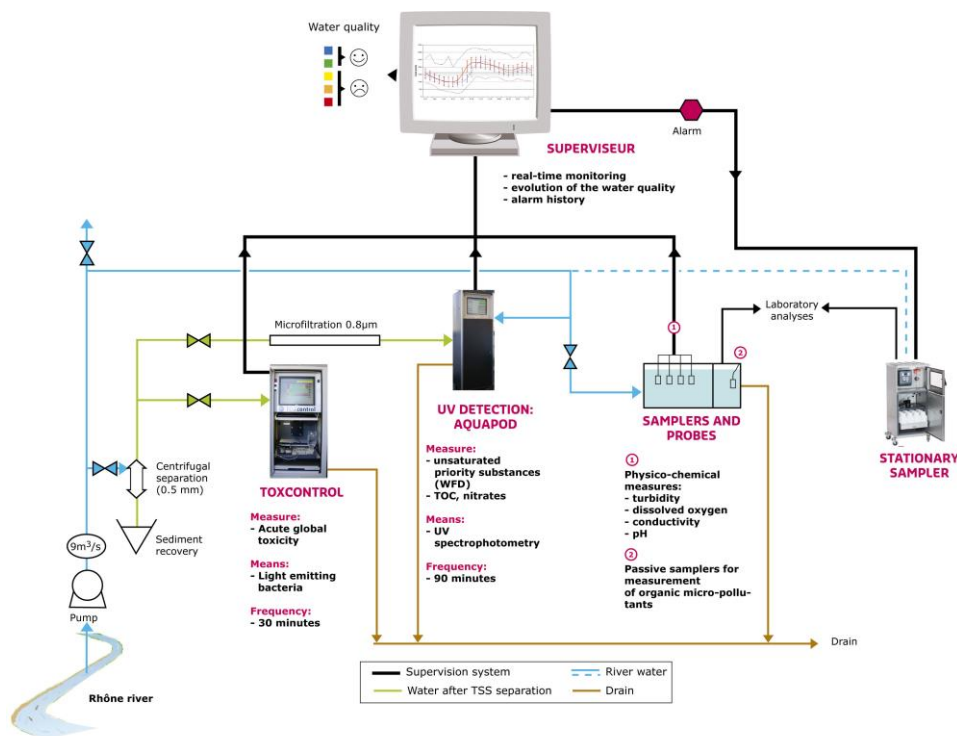 Water quality
Alarm
SUPERVISEUR
- real-time monitoring
- evolution of the water quality
- alarm history
Microfiltration 0.8µm
Laboratory
analyses
1
2
control
Centrifugal
separation
(0.5 mm)
Sediment
recovery
9m³/s
Pump
Rhône river
TOXCONTROL
Measure:
- Acute global
toxicity
Means:
- Light emitting
bacteria
Frequency:
- 30 minutes
UV DETECTION:
AQUAPOD
Measure:
- unsaturated
priority substances
(WFD)
- TOC, nitrates
Means:
- UV
spectrophotometry
Frequency:
- 90 minutes
SAMPLERS AND
PROBES
1
Physico-chemical
measures:
- turbidity
- dissolved oxygen
- conductivity
- pH
2
Passive samplers for
measurement
of organic micro-pollu-
tants
STATIONARY
SAMPLER
Drain
Supervision system
River water
Water after TSS separation
Drain